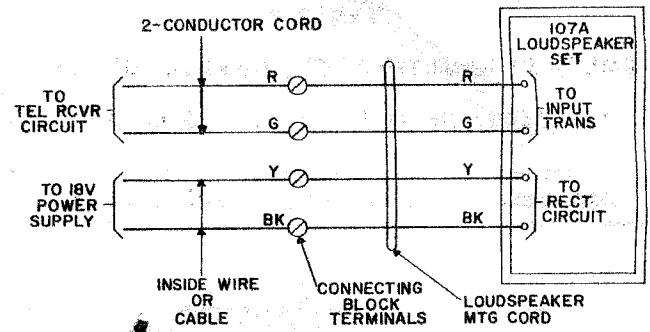 2-CONDUCTOR CORD
107A
LOUDSPEAKER
SET
R
R
TO
TEL RCVR
CIRCUIT
G
G
TO
INPUT
TRANS
Y
Y
TO 18V
POWER
SUPPLY
BK
BK
TO
RECT
CIRCUIT
INSIDE WIRE
OR
CABLE
CONNECTING
BLOCK
TERMINALS
LOUDSPEAKER
MTG CORD